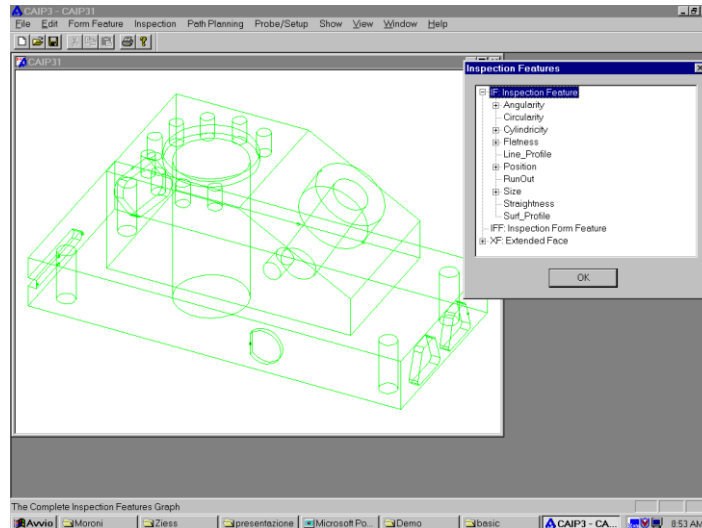 CAIP3 - CAIP31
File Edit Form Feature Inspection Path Planning Probe/Setup Show View Window Help
CAIP31
Inspection Features
IF: Inspection Feature
Angularity
Circularity
Cylindricity
Flatness
Line_Profile
Position
RunOut
Size
Straightness
Surf_Profile
IFF: Inspection Form Feature
XF: Extended Face
OK
The Complete Inspection Features Graph
Avvio Moroni Ziess presentazione Microsoft Po... Demo basic CAIP3 - CA... 8:53 AM